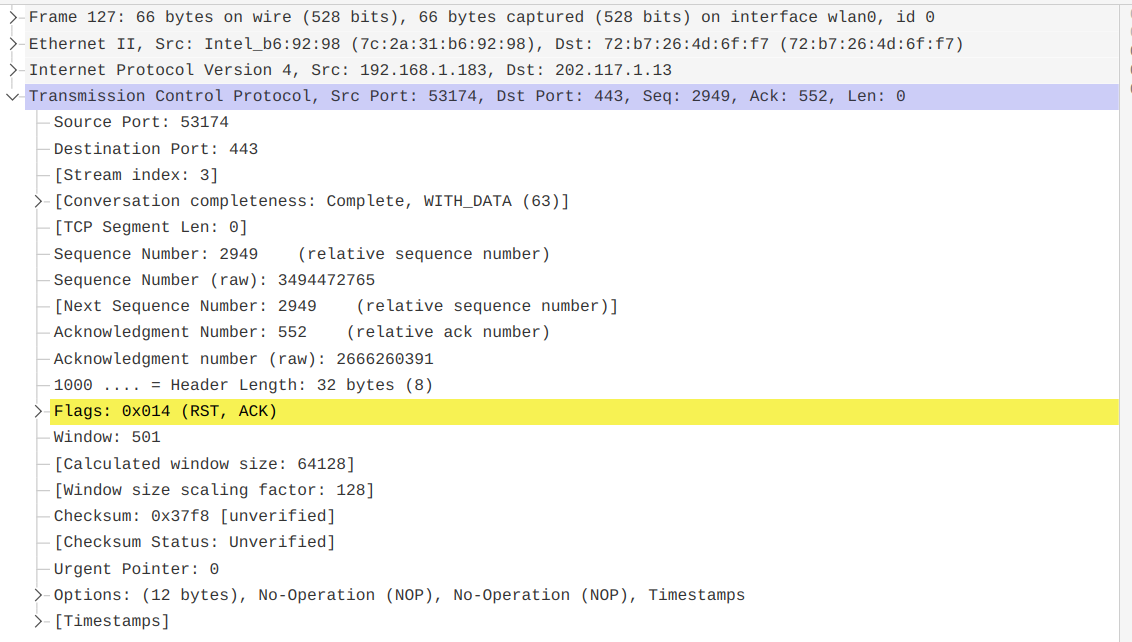 Frame 127: 66 bytes on wire (528 bits), 66 bytes captured (528 bits) on interface wlan0, id 0
Ethernet II, Src: Intel_b6:92:98 (7c:2a:31:b6:92:98), Dst: 72:b7:26:4d:6f:f7 (72:b7:26:4d:6f:f7)
Internet Protocol Version 4, Src: 192.168.1.183, Dst: 202.117.1.13
Transmission Control Protocol, Src Port: 53174, Dst Port: 443, Seq: 2949, Ack: 552, Len: 0
Source Port: 53174
Destination Port: 443
[Stream index: 3]
[Conversation completeness: Complete, WITH_DATA (63)]
[TCP Segment Len: 0]
Sequence Number: 2949    (relative sequence number)
Sequence Number (raw): 3494472765
[Next Sequence Number: 2949    (relative sequence number)]
Acknowledgment Number: 552    (relative ack number)
Acknowledgment number (raw): 2666260391
1000 .... = Header Length: 32 bytes (8)
Flags: 0x014 (RST, ACK)
Window: 501
[Calculated window size: 64128]
[Window size scaling factor: 128]
Checksum: 0x37f8 [unverified]
[Checksum Status: Unverified]
Urgent Pointer: 0
Options: (12 bytes), No-Operation (NOP), No-Operation (NOP), Timestamps
[Timestamps]